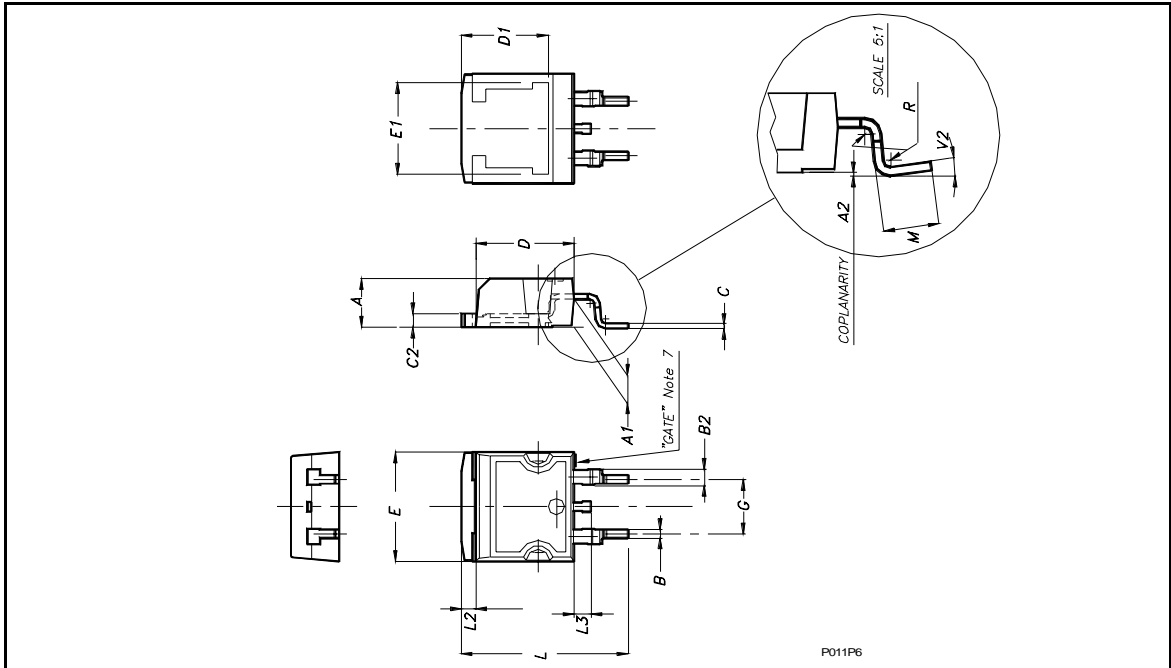 D1
E1
SCALE 5:1
R
V2
A2
M
COPLANARITY
D
A
C2
C
A1
"GATE" Note 7
B2
E
G
B
L2
L3
L
P011P6